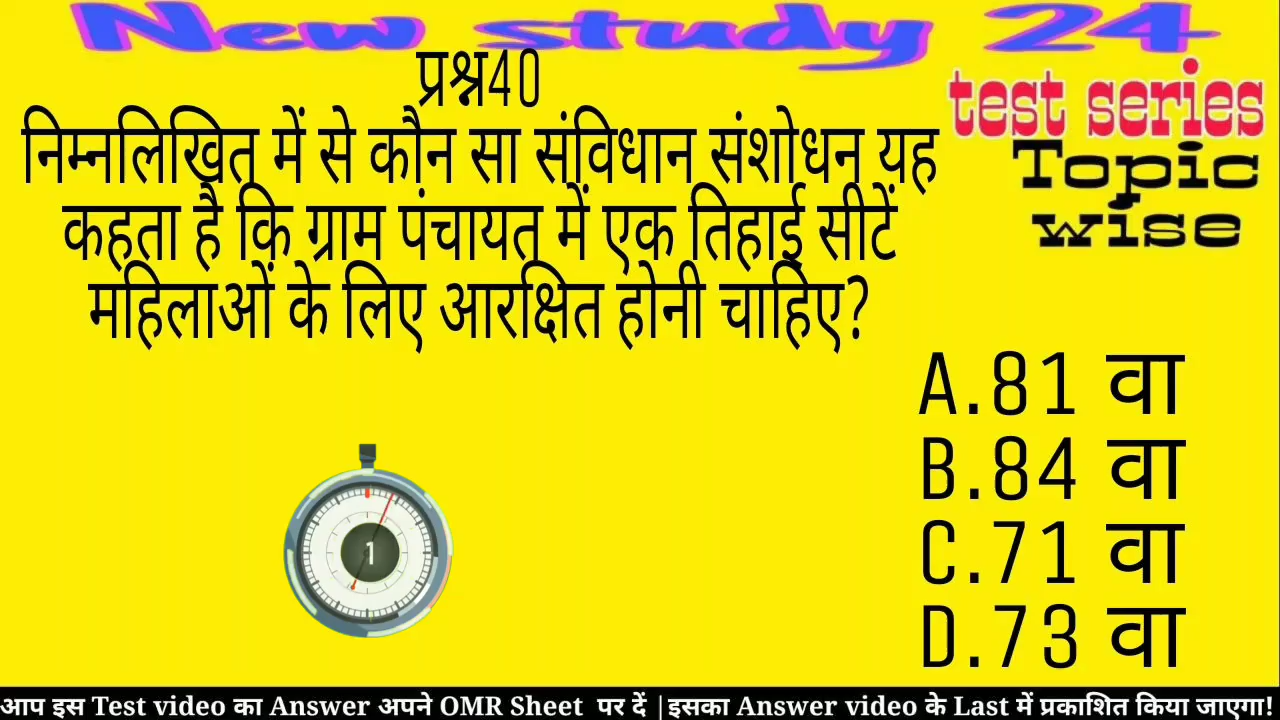 New study 24
test series
Topic
wise
प्रश्न40
निम्नलिखित में से कौन सा संविधान संशोधन यह
कहता है कि ग्राम पंचायत में एक तिहाई सीटें
महिलाओं के लिए आरक्षित होनी चाहिए?
A.81 वा
B.84 वा
C.71 वा
D.73 वा
1
आप इस Test video का Answer अपने OMR Sheet पर दें |इसका Answer video के Last में प्रकाशित किया जाएगा!